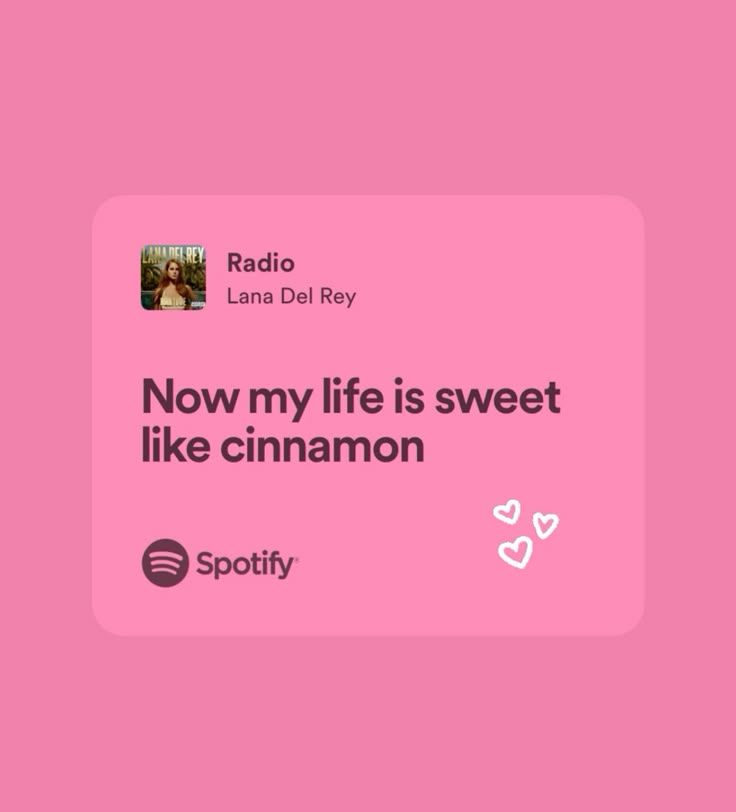 LANA DEL REY
Radio
Lana Del Rey
Now my life is sweet
like cinnamon
Spotify®